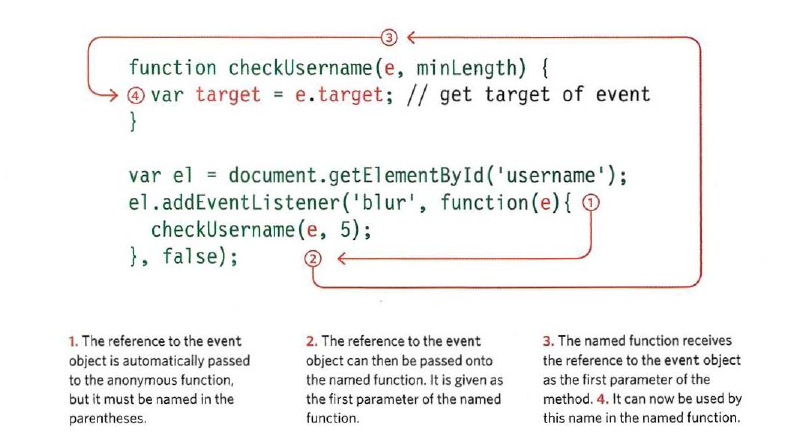 ③
function checkUsername(e, minLength) {
④ var target = e.target; // get target of event
}
var el = document.getElementById('username');
el.addEventListener('blur', function(e){ ①
checkUsername(e, 5);
}, false); ②
1. The reference to the event
object is automatically passed
to the anonymous function,
but it must be named in the
parentheses.
2. The reference to the event
object can then be passed onto
the named function. It is given as
the first parameter of the named
function.
3. The named function receives
the reference to the event object
as the first parameter of the
method. 4. It can now be used by
this name in the named function.